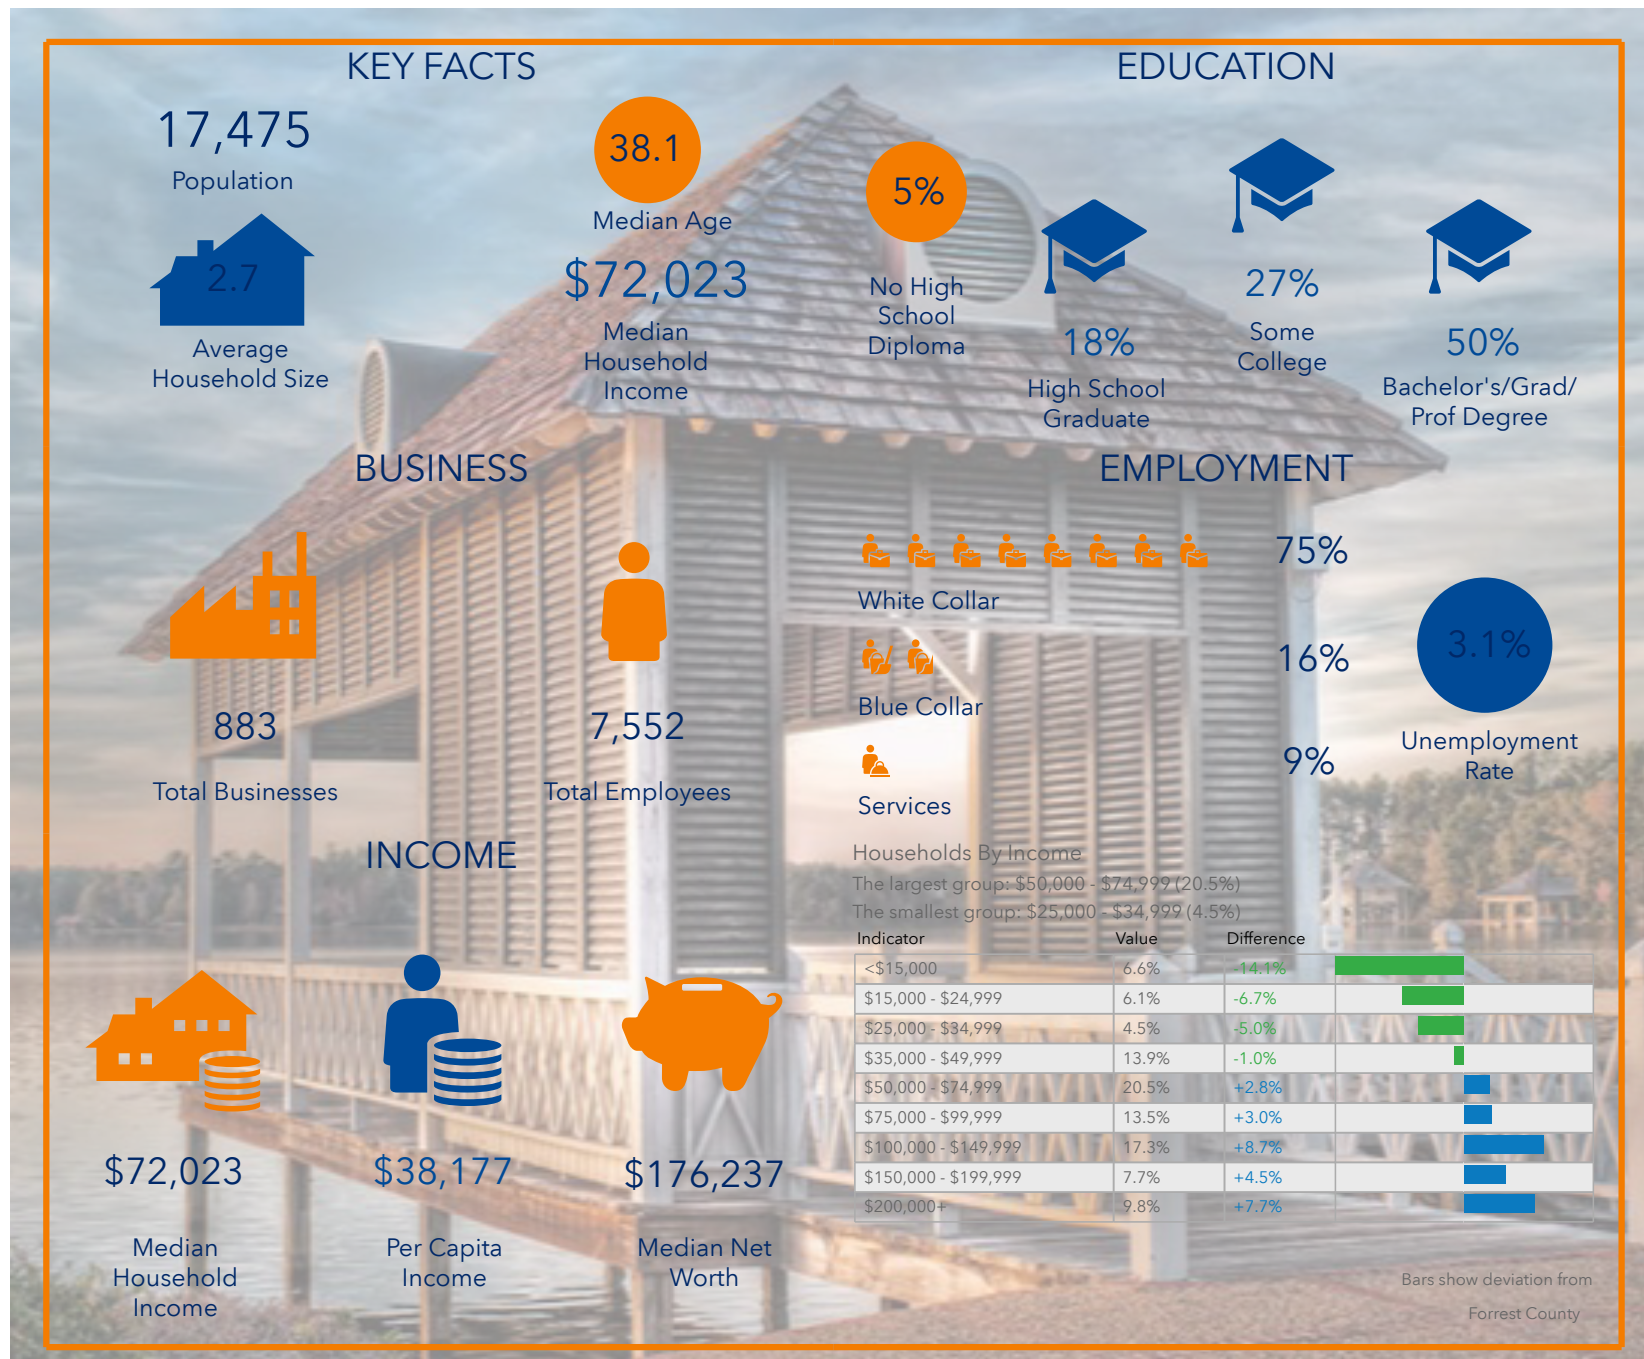 KEY FACTS
17,475
Population
2.7
Average
Household Size
38.1
Median Age
$72,023
Median
Household
Income
EDUCATION
5%
No High
School
Diploma
18%
High School
Graduate
27%
Some
College
50%
Bachelor's/Grad/
Prof Degree
BUSINESS
883
Total Businesses
7,552
Total Employees
EMPLOYMENT
75%
White Collar
16%
Blue Collar
9%
Services
3.1%
Unemployment
Rate
INCOME
$72,023
Median
Household
Income
$38,177
Per Capita
Income
$176,237
Median Net
Worth
Households By Income
The largest group: $50,000 - $74,999 (20.5%)
The smallest group: $25,000 - $34,999 (4.5%)
Indicator Value Difference
<$15,000 6.6% -14.1%
$15,000 - $24,999 6.1% -6.7%
$25,000 - $34,999 4.5% -5.0%
$35,000 - $49,999 13.9% -1.0%
$50,000 - $74,999 20.5% +2.8%
$75,000 - $99,999 13.5% +3.0%
$100,000 - $149,999 17.3% +8.7%
$150,000 - $199,999 7.7% +4.5%
$200,000+ 9.8% +7.7%
Bars show deviation from
Forrest County